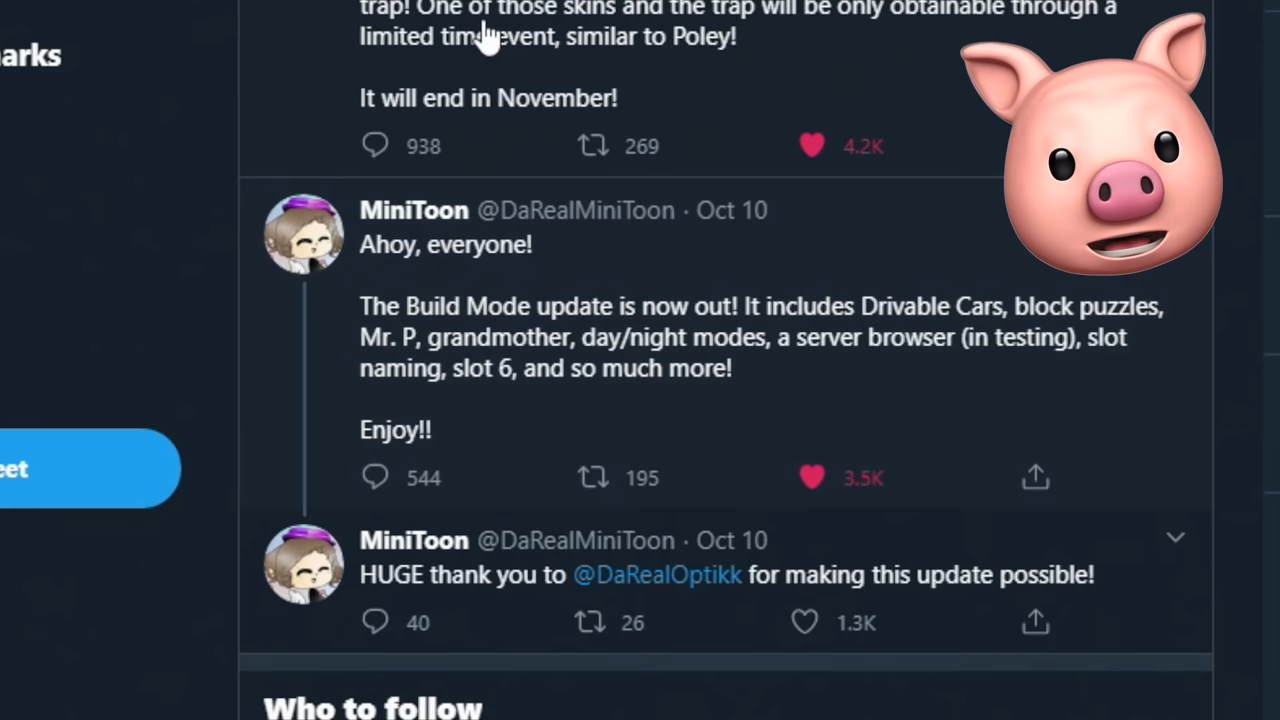 trap! One of those skins and the trap will be only obtainable through a
limited time event, similar to Poley!
arks
It will end in November!
938 269 4.2K
MiniToon @DaRealMiniToon · Oct 10
Ahoy, everyone!
The Build Mode update is now out! It includes Drivable Cars, block puzzles,
Mr. P, grandmother, day/night modes, a server browser (in testing), slot
naming, slot 6, and so much more!
Enjoy!!
eet
544 195 3.5K
MiniToon @DaRealMiniToon · Oct 10
HUGE thank you to @DaRealOptikk for making this update possible!
40 26 1.3K
Who to follow